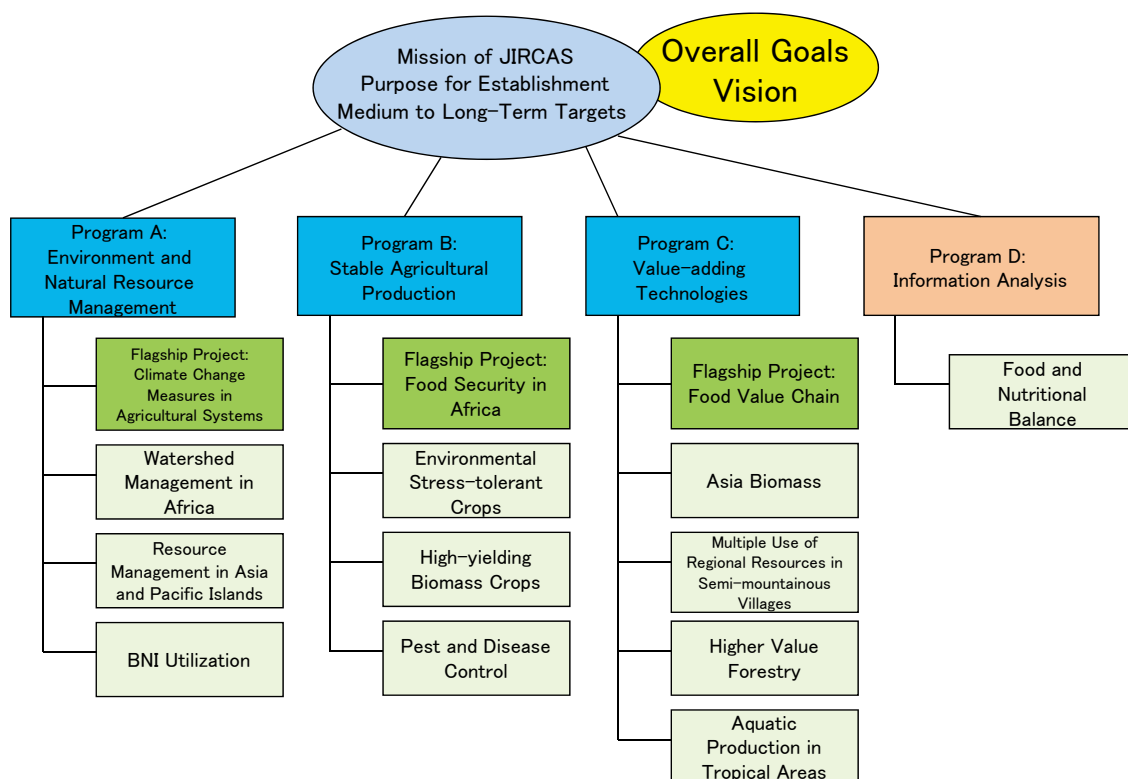 Mission of JIRCAS
Purpose for Establishment
Medium to Long-Term Targets
Overall Goals
Vision
Program A:
Environment and
Natural Resource
Management
Flagship Project:
Climate Change
Measures in
Agricultural Systems
Watershed
Management in
Africa
Resource
Management in Asia
and Pacific Islands
BNI Utilization
Program B:
Stable Agricultural
Production
Flagship Project:
Food Security in
Africa
Environmental
Stress-tolerant
Crops
High-yielding
Biomass Crops
Pest and Disease
Control
Program C:
Value-adding
Technologies
Flagship Project:
Food Value Chain
Asia Biomass
Multiple Use of
Regional Resources in
Semi-mountainous
Villages
Higher Value
Forestry
Aquatic
Production in
Tropical Areas
Program D:
Information Analysis
Food and
Nutritional
Balance